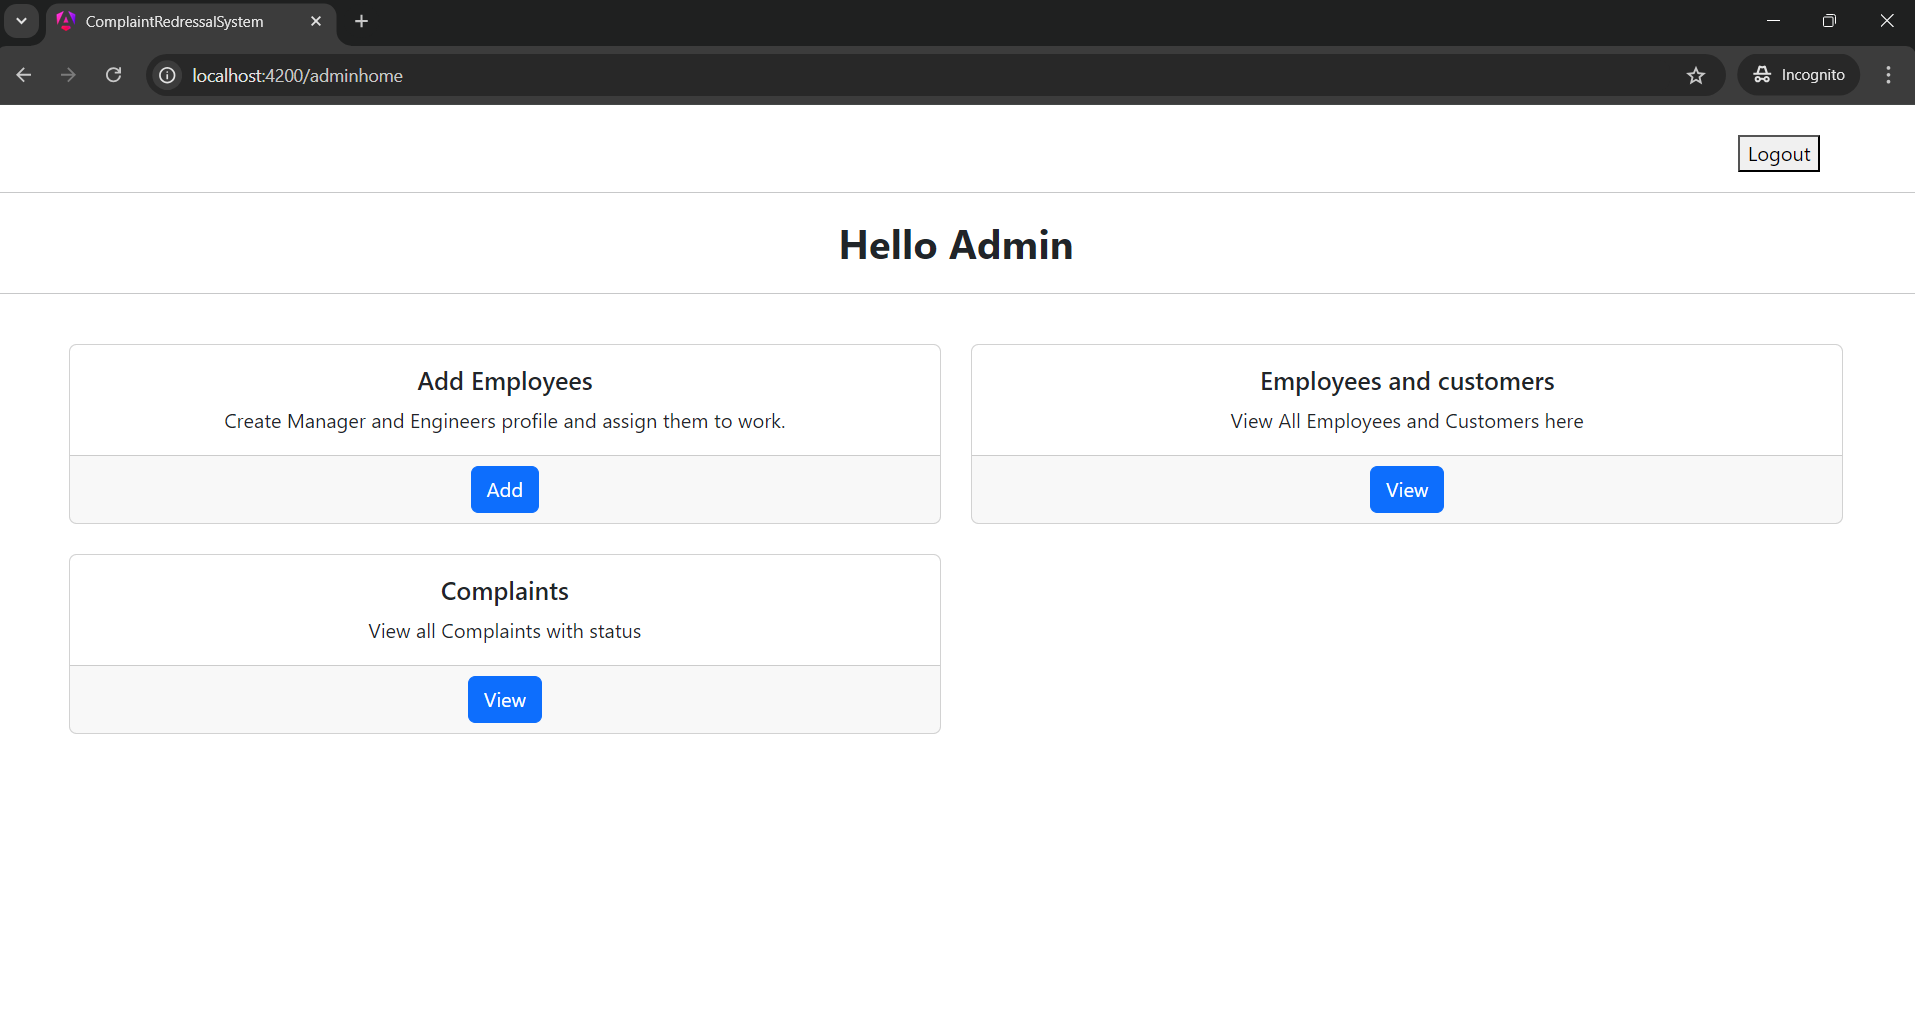 ComplaintRedressalSystem
localhost:4200/adminhome
Incognito
Logout
Hello Admin
Add Employees
Create Manager and Engineers profile and assign them to work.
Add
Employees and customers
View All Employees and Customers here
View
Complaints
View all Complaints with status
View